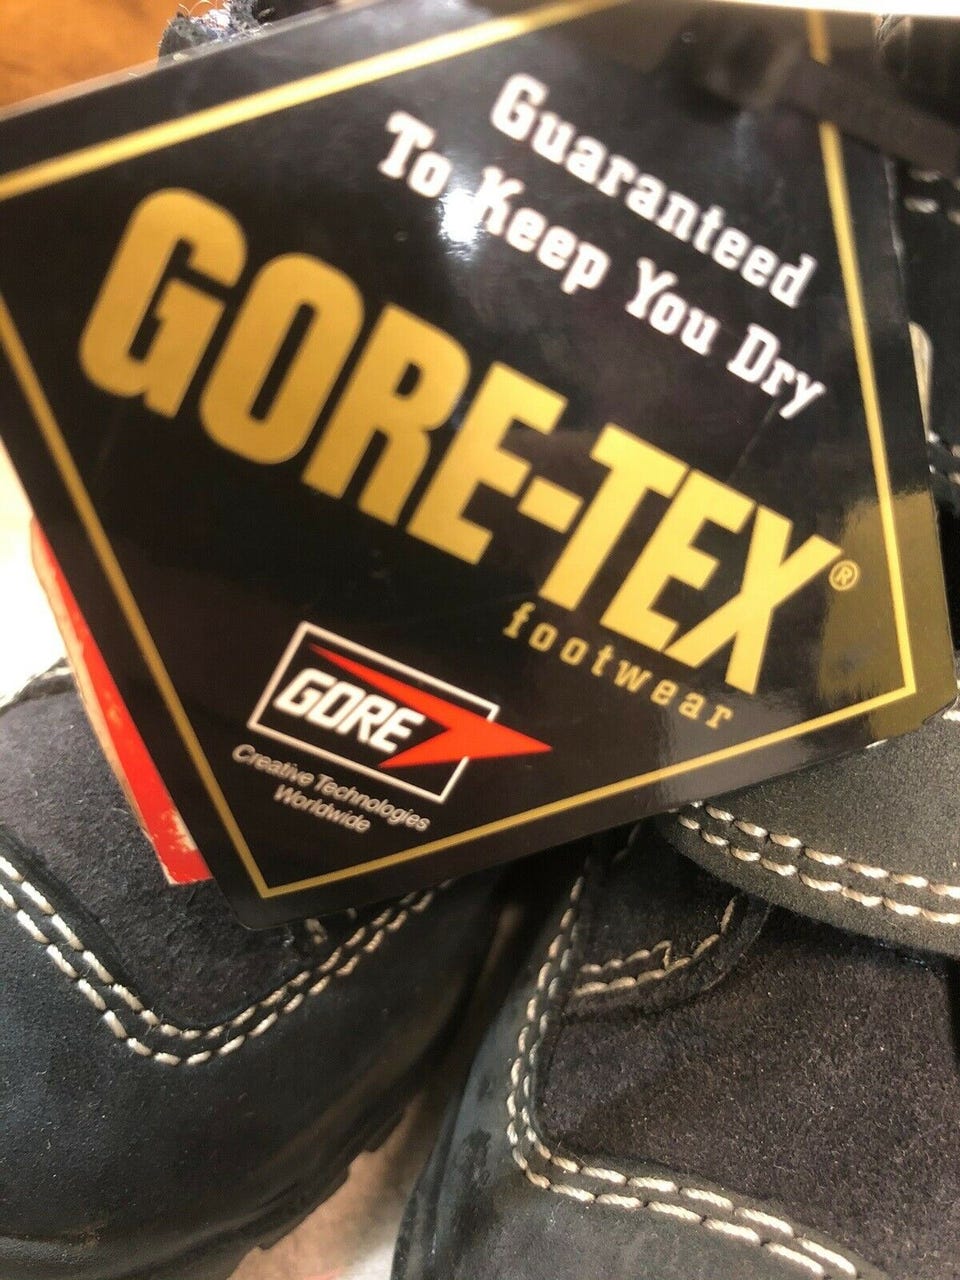 Guaranteed
To Keep You Dry
GORE-TEX®
footwear
GORE
Creative Technologies
Worldwide